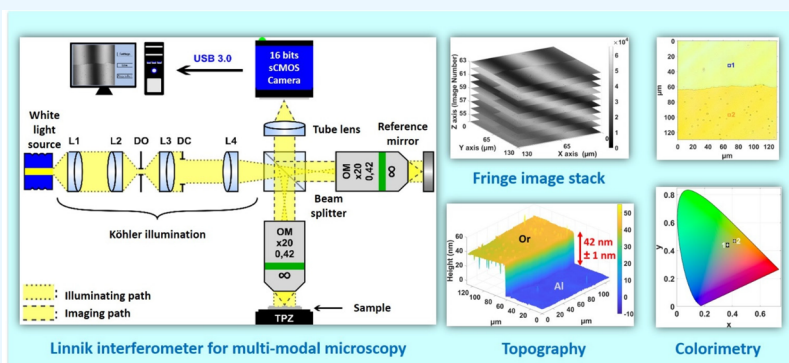 USB 3.0
16 bits
sCMOS
Camera
White
light
source
L1
L2
DO
L3
DC
L4
Tube lens
Reference
mirror
OM
x20
0,42
∞
Beam
splitter
Köhler illumination
OM
x20
0,42
∞
: Illuminating path
: Imaging path
Sample
TPZ
Linnik interferometer for multi-modal microscopy
Z axis (Image Number)
63
61
59
57
55
0
Y axis (µm)
65
130
130
65
X axis (µm)
x 10⁴
6
5
4
3
2
1
0
Fringe image stack
Height (nm)
60
40
20
0
120
100
80
60
40
20
0
µm
0
20
40
60
80
100
µm
Or
Al
42 nm
± 1 nm
50
40
30
20
10
0
-10
Topography
µm
0
20
40
60
80
100
120
α1
α2
0
20
40
60
80
100
120
µm
y
0.8
0.6
0.4
0.2
0
0
0.2
0.4
0.6
x
Colorimetry